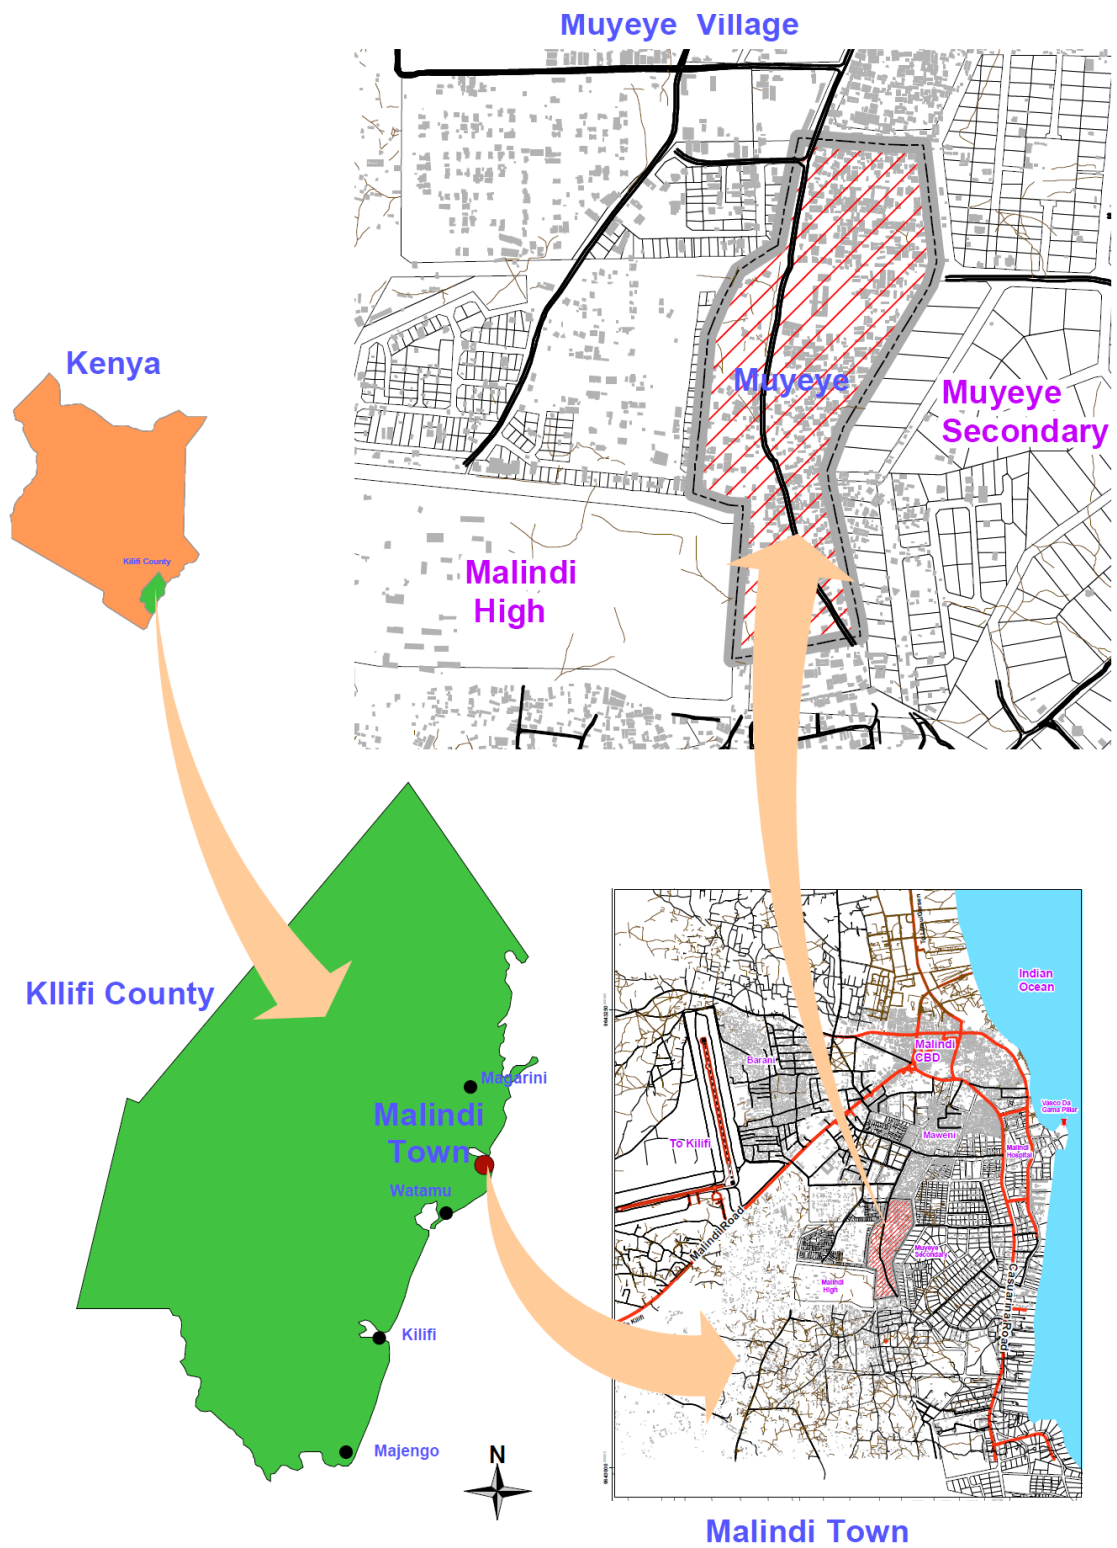 Muyeye Village
Kenya
Kilifi County
Muyeye
Muyeye
Secondary
Malindi
High
KIlifi County
Magarini
Malindi
Town
Watamu
Kilifi
Majengo
N
Indian
Ocean
Malindi
CBD
Barani
Vasco Da
Gama Pillar
Maweni
To Kilifi
Malindi
Hospital
Malindi Road
Muyeye
Secondary
Malindi
High
Casuarina Road
Kilifi
Malindi Town